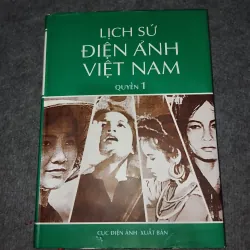 LỊCH SỬ
ĐIỆN ẢNH
VIỆT NAM
QUYỂN 1
CỤC ĐIỆN ẢNH XUẤT BẢN